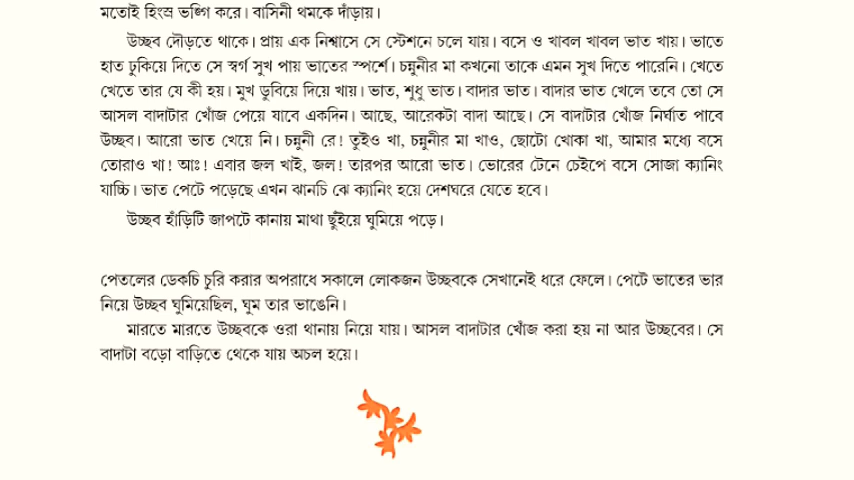 মতোই হিংস্র ভঙ্গি করে। বাসিনী থমকে দাঁড়ায়।
উচ্ছব দৌড়তে থাকে। প্রায় এক নিশ্বাসে সে স্টেশনে চলে যায়। বসে ও খাবল খাবল ভাত খায়। ভাতে
হাত ঢুকিয়ে দিতে সে স্বর্গ সুখ পায় ভাতের স্পর্শে। চন্নুনীর মা কখনো তাকে এমন সুখ দিতে পারেনি। খেতে
খেতে তার যে কী হয়। মুখ ডুবিয়ে দিয়ে খায়। ভাত, শুধু ভাত। বাদার ভাত। বাদার ভাত খেলে তবে তো সে
আসল বাদাটার খোঁজ পেয়ে যাবে একদিন। আছে, আরেকটা বাদা আছে। সে বাদাটার খোঁজ নির্ঘাত পাবে
উচ্ছব। আরো ভাত খেয়ে নি। চন্নুনী রে! তুইও খা, চন্নুনীর মা খাও, ছোটো খোকা খা, আমার মধ্যে বসে
তোরাও খা! আঃ! এবার জল খাই, জল! তারপর আরো ভাত। ভোরের টেনে চেইপে বসে সোজা ক্যানিং
যাচ্চি। ভাত পেটে পড়েছে এখন ঝানচি ঝে ক্যানিং হয়ে দেশঘরে যেতে হবে।
উচ্ছব হাঁড়িটি জাপটে কানায় মাথা ছুঁইয়ে ঘুমিয়ে পড়ে।
পেতলের ডেকচি চুরি করার অপরাধে সকালে লোকজন উচ্ছবকে সেখানেই ধরে ফেলে। পেটে ভাতের ভার
নিয়ে উচ্ছব ঘুমিয়েছিল, ঘুম তার ভাঙেনি।
মারতে মারতে উচ্ছবকে ওরা থানায় নিয়ে যায়। আসল বাদাটার খোঁজ করা হয় না আর উচ্ছবের। সে
বাদাটা বড়ো বাড়িতে থেকে যায় অচল হয়ে।